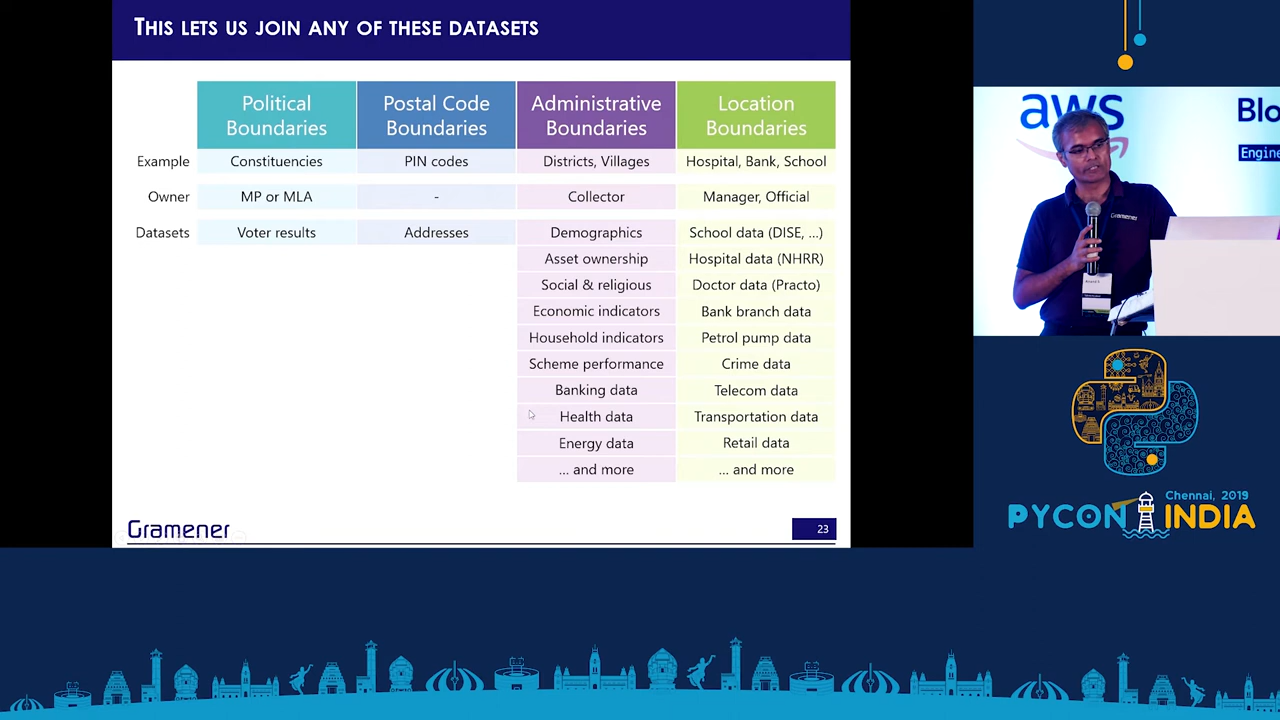 THIS LETS US JOIN ANY OF THESE DATASETS
Political Boundaries
Postal Code Boundaries
Administrative Boundaries
Location Boundaries
Example Constituencies PIN codes Districts, Villages Hospital, Bank, School
Owner MP or MLA - Collector Manager, Official
Datasets Voter results Addresses Demographics School data (DISE, ...)
Asset ownership Hospital data (NHRR)
Social & religious Doctor data (Practo)
Economic indicators Bank branch data
Household indicators Petrol pump data
Scheme performance Crime data
Banking data Telecom data
Health data Transportation data
Energy data Retail data
... and more ... and more
Gramener
23
aws
Blo
Engine
Gramener
Chennai, 2019
PYCON INDIA